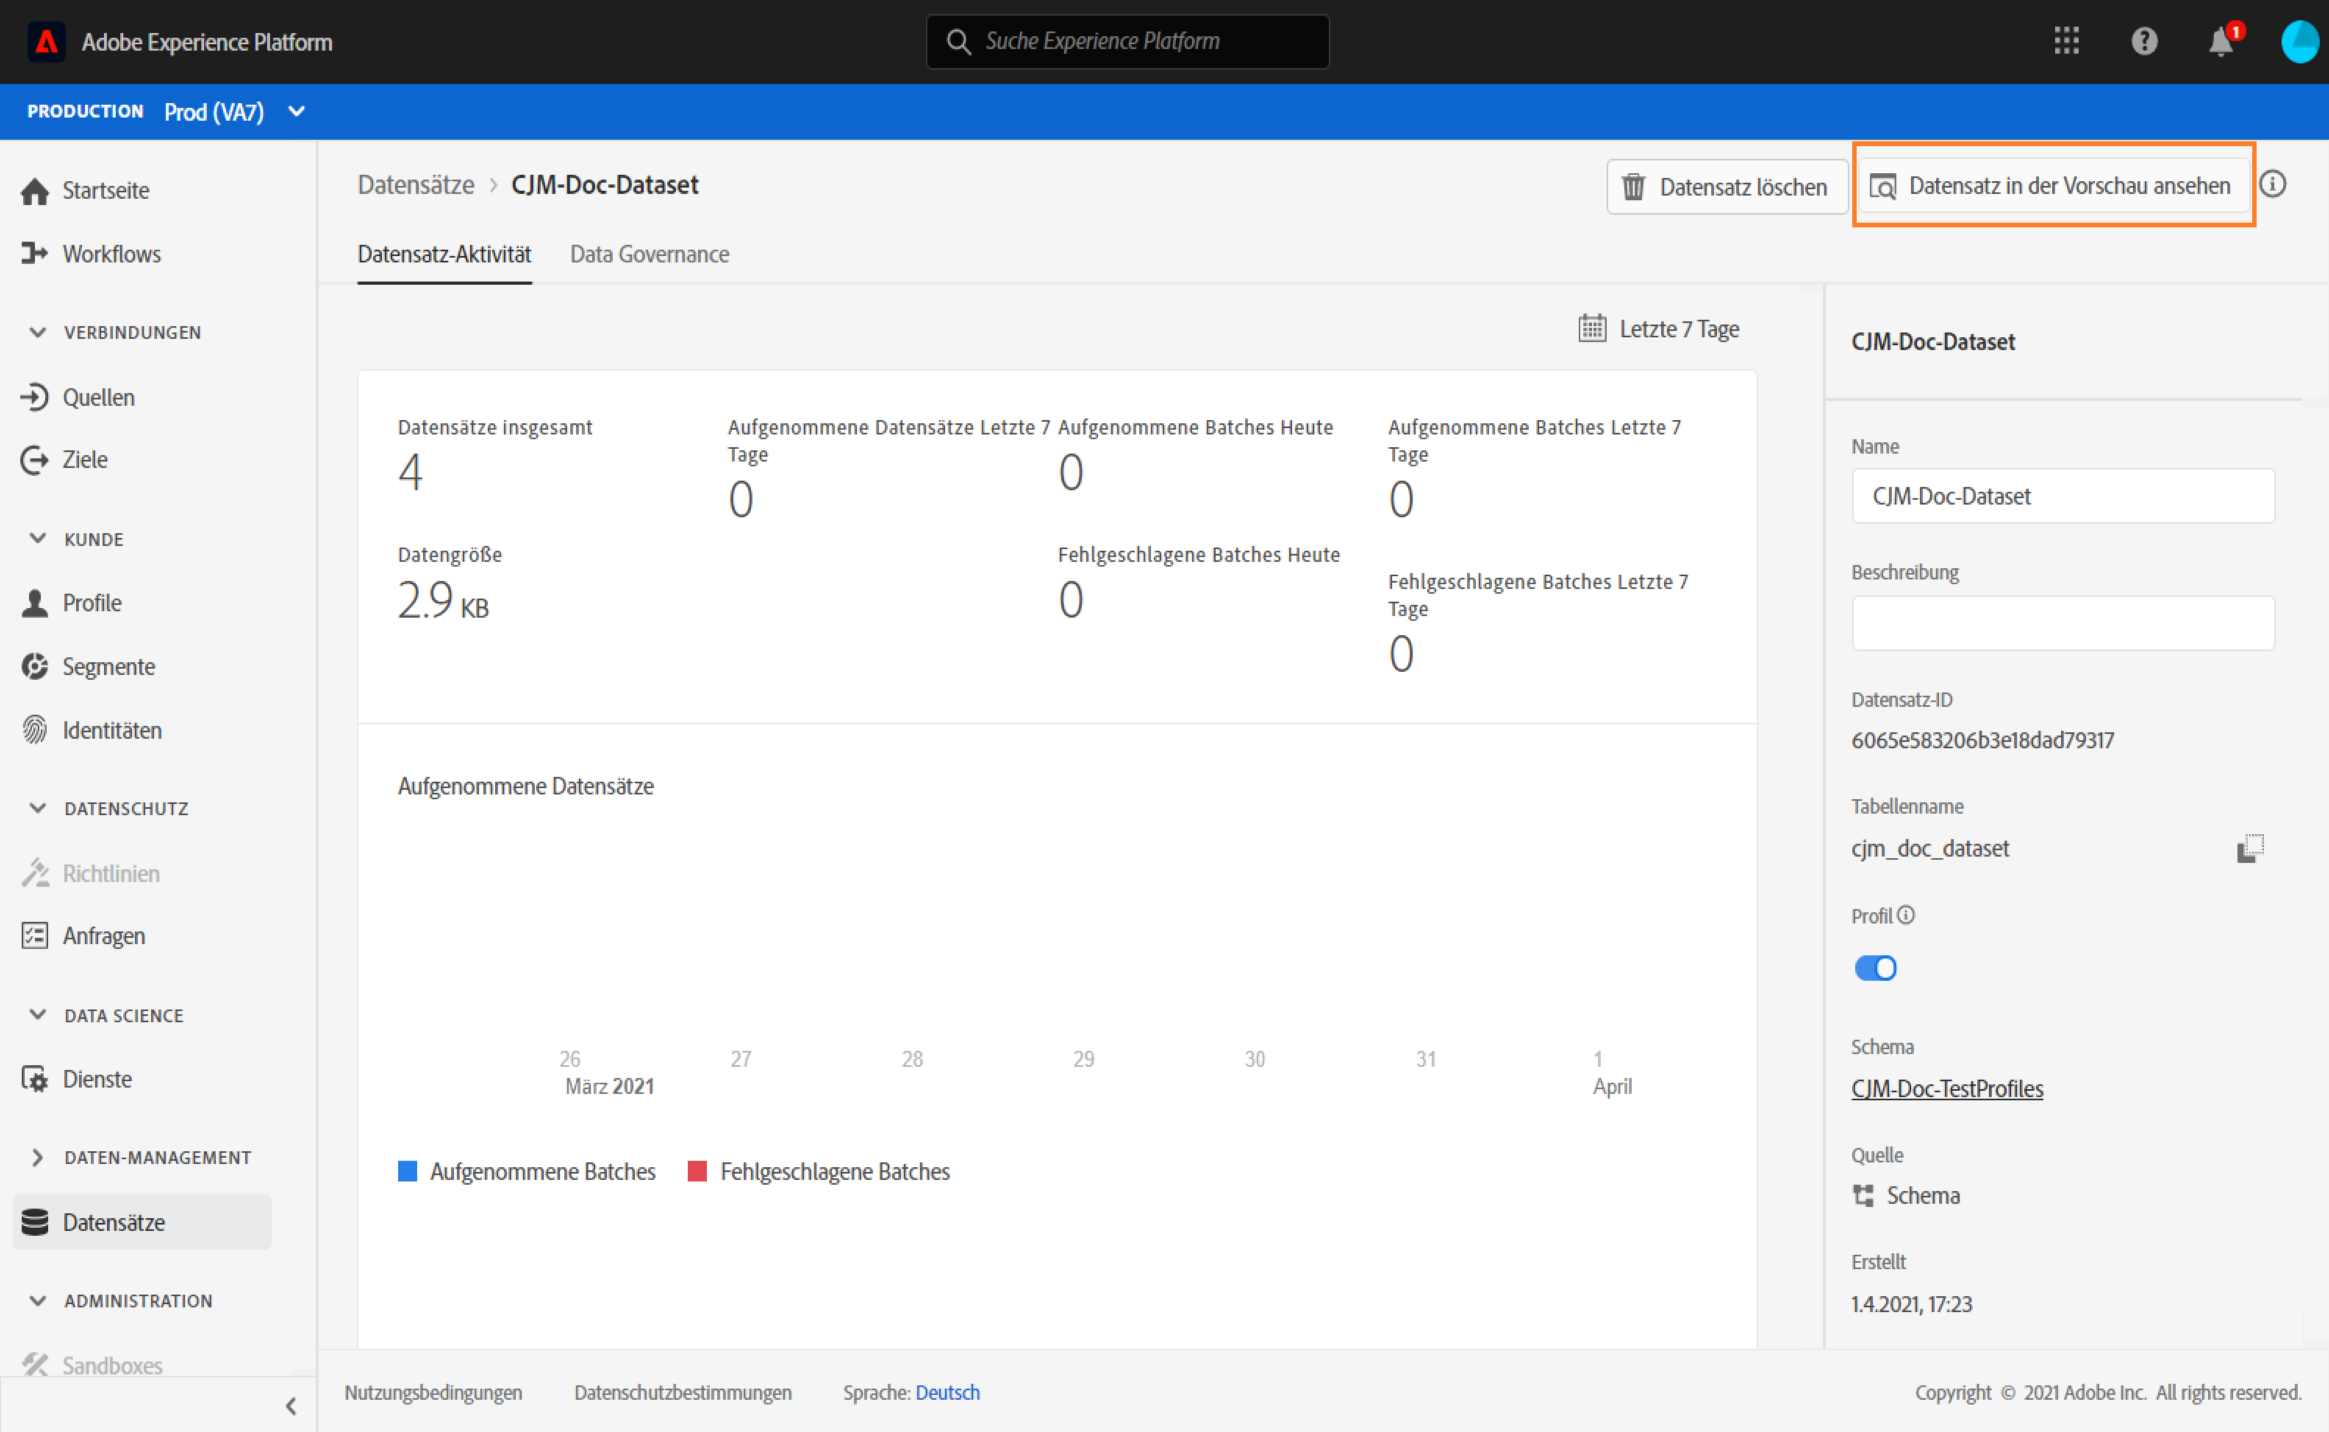 Adobe Experience Platform
Suche Experience Platform
1
PRODUCTION Prod (VA7)
Startseite
Workflows
VERBINDUNGEN
Quellen
Ziele
KUNDE
Profile
Segmente
Identitäten
DATENSCHUTZ
Richtlinien
Anfragen
DATA SCIENCE
Dienste
DATEN-MANAGEMENT
Datensätze
ADMINISTRATION
Sandboxes
Datensätze > CJM-Doc-Dataset
Datensatz löschen
Datensatz in der Vorschau ansehen
Datensatz-Aktivität
Data Governance
Letzte 7 Tage
Datensätze insgesamt
4
Aufgenommene Datensätze Letzte 7
Tage
0
Aufgenommene Batches Heute
0
Aufgenommene Batches Letzte 7
Tage
0
Datengröße
2.9 KB
Fehlgeschlagene Batches Heute
0
Fehlgeschlagene Batches Letzte 7
Tage
0
Aufgenommene Datensätze
26 27 28 29 30 31 1
März 2021 April
Aufgenommene Batches Fehlgeschlagene Batches
CJM-Doc-Dataset
Name
CJM-Doc-Dataset
Beschreibung
Datensatz-ID
6065e583206b3e18dad79317
Tabellenname
cjm_doc_dataset
Profil
Schema
CJM-Doc-TestProfiles
Quelle
Schema
Erstellt
1.4.2021, 17:23
Nutzungsbedingungen Datenschutzbestimmungen Sprache: Deutsch
Copyright © 2021 Adobe Inc. All rights reserved.